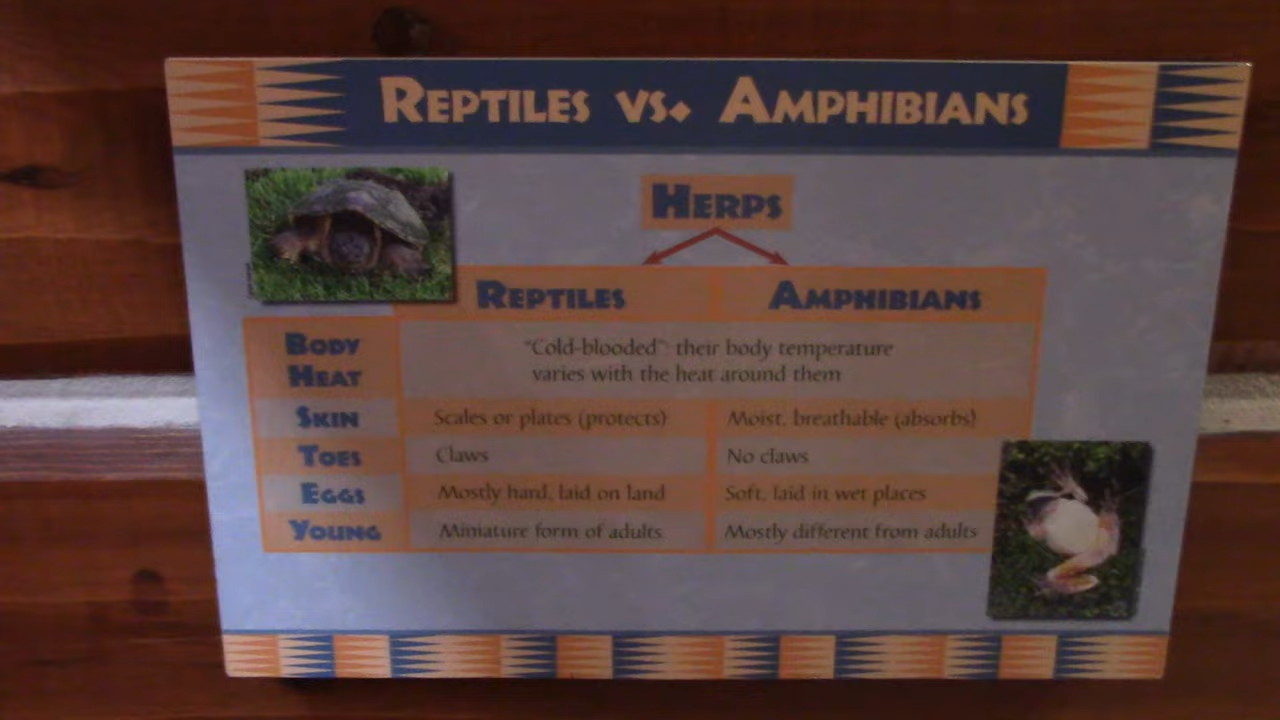 REPTILES VS. AMPHIBIANS
HERPS
REPTILES AMPHIBIANS
BODY HEAT
"Cold-blooded": their body temperature
varies with the heat around them
SKIN Scales or plates (protects) Moist, breathable (absorbs)
TOES Claws No claws
EGGS Mostly hard, laid on land Soft, laid in wet places
YOUNG Miniature form of adults Mostly different from adults